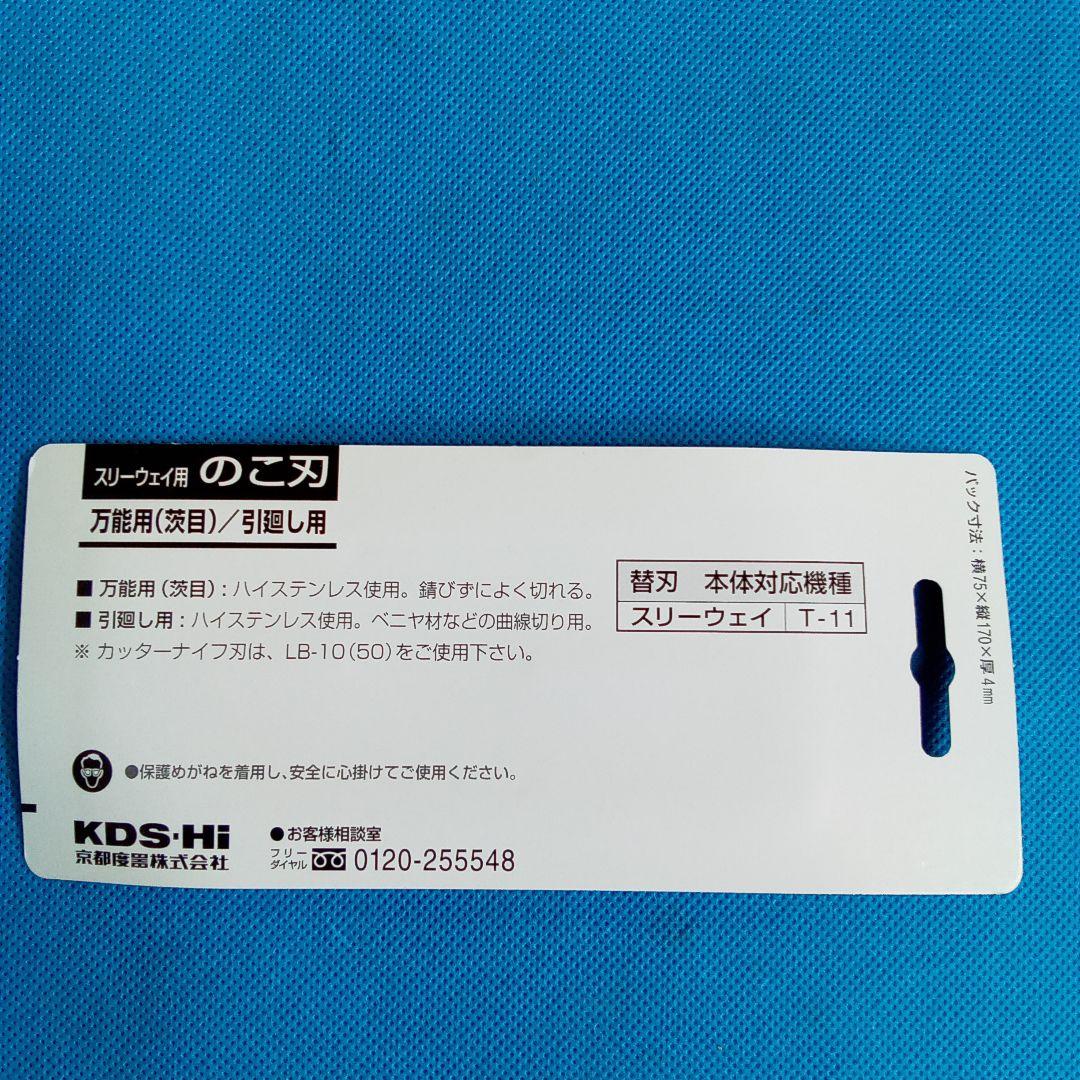 スリーウェイ用 のこ刃
万能用(茨目)/引廻し用
■ 万能用(茨目):ハイステンレス使用。錆びずによく切れる。
■ 引廻し用:ハイステンレス使用。ベニヤ材などの曲線切り用。
※ カッターナイフ刃は、LB-10(50)をご使用下さい。
替刃 本体対応機種
スリーウェイ T-11
パック寸法:横75×縦170×厚4mm
●保護めがねを着用し、安全に心掛けてご使用ください。
KDS·Hi
京都度器株式会社
●お客様相談室
フリーダイヤル 0120-255548